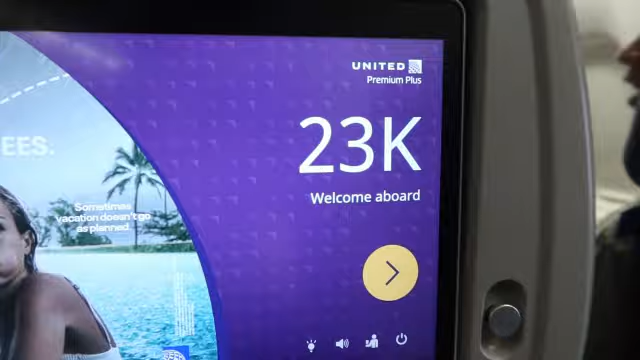 UNITED
Premium Plus
23K
Welcome aboard
EES.
Sometimes
vacation doesn't go
as planned